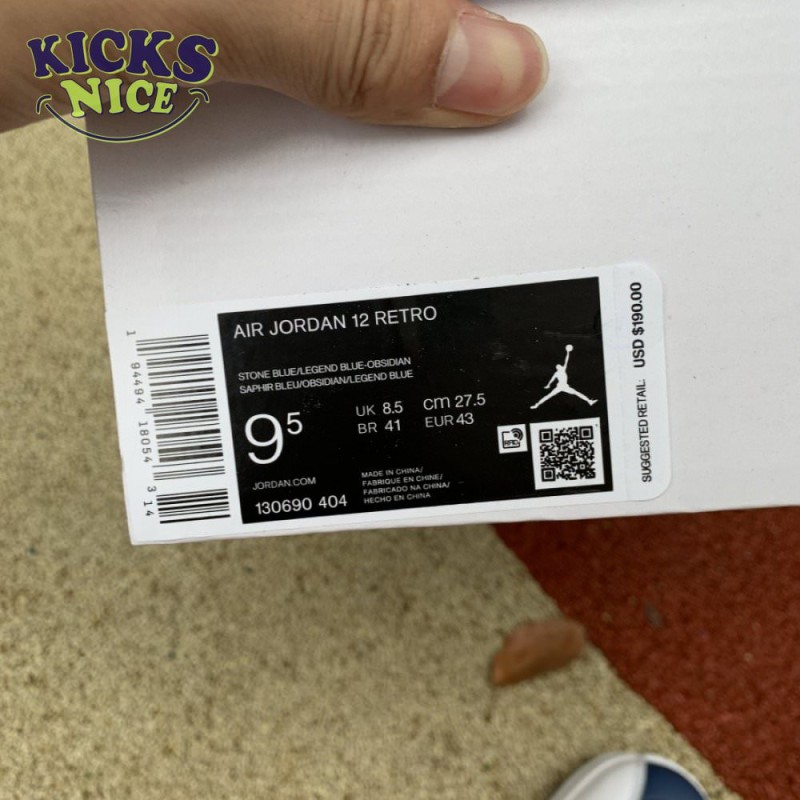 KICKS
NICE
AIR JORDAN 12 RETRO
STONE BLUE/LEGEND BLUE-OBSIDIAN
SAPHIR BLEU/OBSIDIAN/LEGEND BLUE
95
UK 8.5
cm 27.5
BR 41
EUR 43
JORDAN.COM
130690 404
MADE IN CHINA/
FABRIQUE EN CHINE/
FABRICADO NA CHINA/
HECHO EN CHINA
SUGGESTED RETAIL: USD $190.00
1 94494 18054 3 14